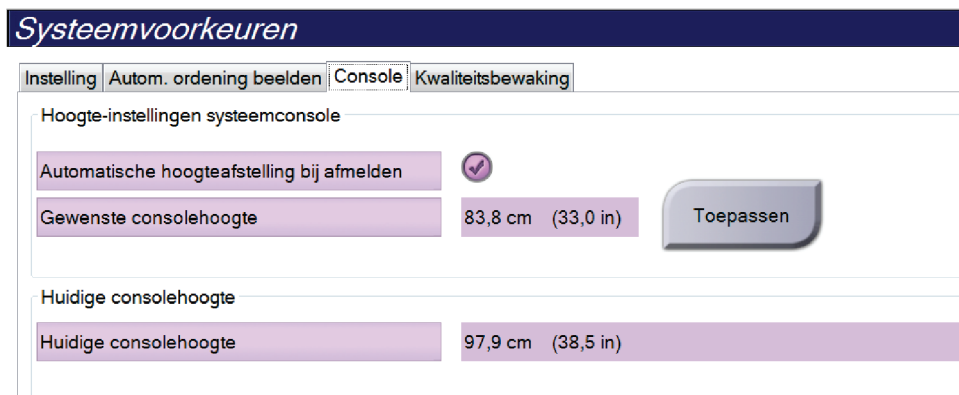 Systeemvoorkeuren
Instelling Autom. ordening beelden Console Kwaliteitsbewaking
Hoogte-instellingen systeemconsole
Automatische hoogteafstelling bij afmelden
Gewenste consolehoogte 83,8 cm (33,0 in) Toepassen
Huidige consolehoogte
Huidige consolehoogte 97,9 cm (38,5 in)